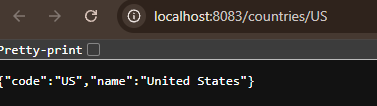 localhost:8083/countries/US
Pretty-print
{"code":"US","name":"United States"}